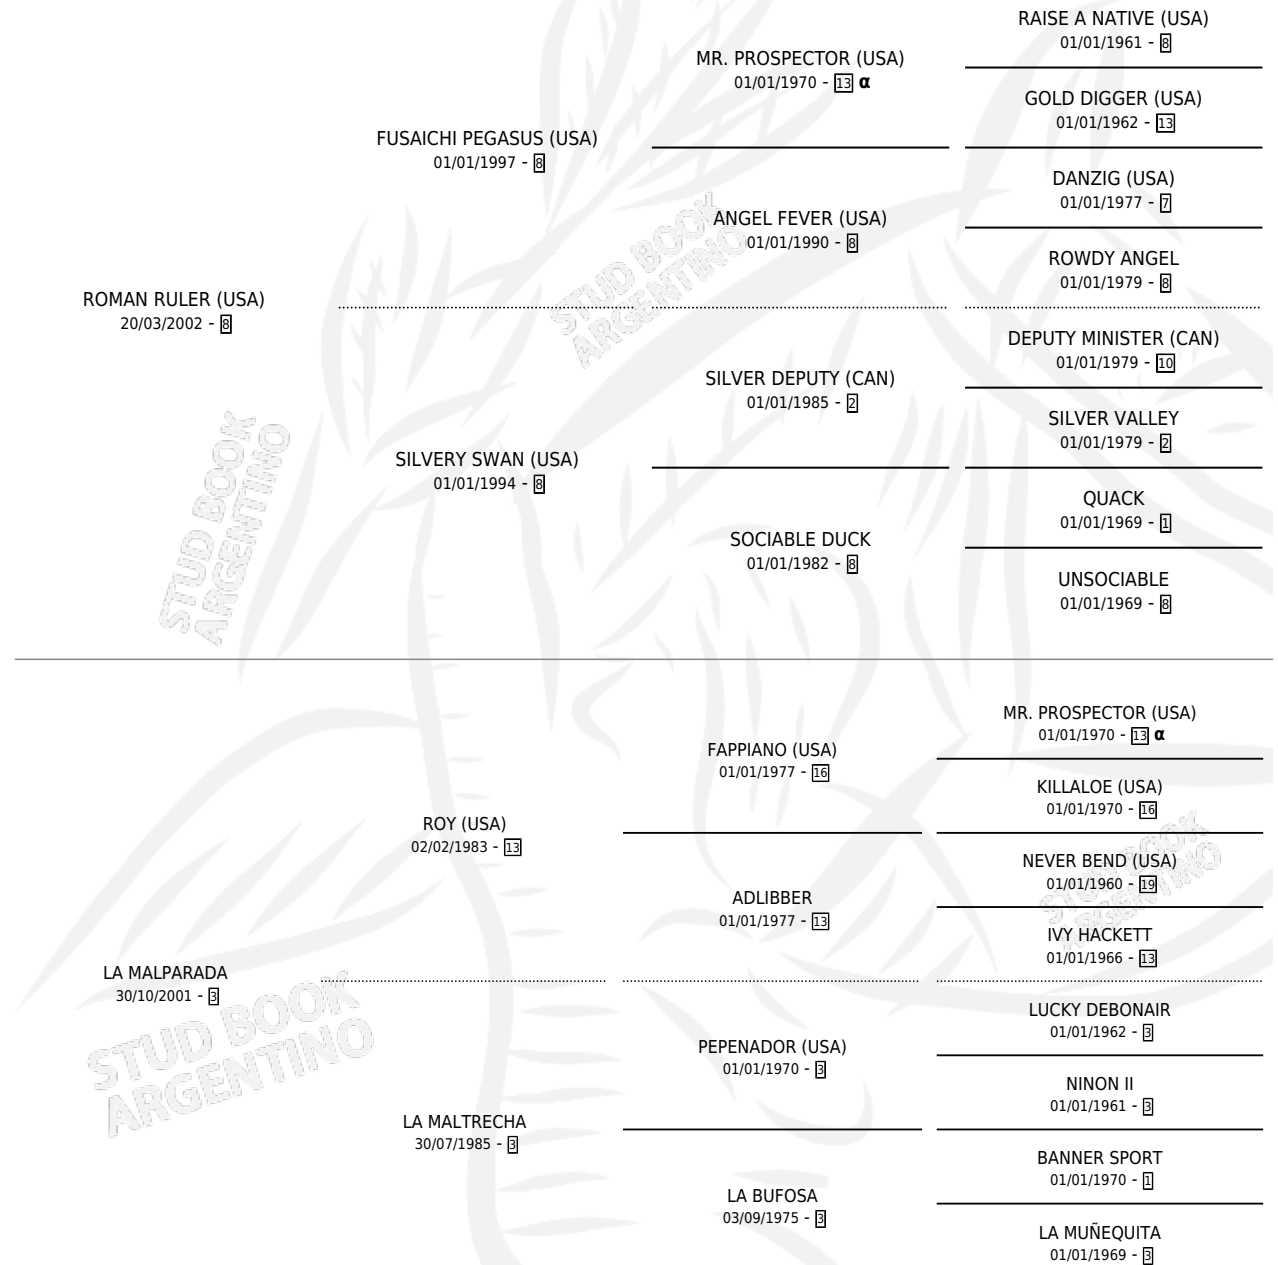 RAISE A NATIVE (USA)
01/01/1961 - 8
MR. PROSPECTOR (USA)
01/01/1970 - 13 α
GOLD DIGGER (USA)
01/01/1962 - 13
FUSAICHI PEGASUS (USA)
01/01/1997 - 8
DANZIG (USA)
01/01/1977 - 7
ANGEL FEVER (USA)
01/01/1990 - 8
ROWDY ANGEL
01/01/1979 - 8
ROMAN RULER (USA)
20/03/2002 - 8
DEPUTY MINISTER (CAN)
01/01/1979 - 10
SILVER DEPUTY (CAN)
01/01/1985 - 2
SILVER VALLEY
01/01/1979 - 2
SILVERY SWAN (USA)
01/01/1994 - 8
QUACK
01/01/1969 - 1
SOCIABLE DUCK
01/01/1982 - 8
UNSOCIABLE
01/01/1969 - 8
MR. PROSPECTOR (USA)
01/01/1970 - 13 α
FAPPIANO (USA)
01/01/1977 - 16
KILLALOE (USA)
01/01/1970 - 16
ROY (USA)
02/02/1983 - 13
NEVER BEND (USA)
01/01/1960 - 19
ADLIBBER
01/01/1977 - 13
IVY HACKETT
01/01/1966 - 13
LA MALPARADA
30/10/2001 - 3
LUCKY DEBONAIR
01/01/1962 - 3
PEPENADOR (USA)
01/01/1970 - 3
NINON II
01/01/1961 - 3
LA MALTRECHA
30/07/1985 - 3
BANNER SPORT
01/01/1970 - 1
LA BUFOSA
03/09/1975 - 3
LA MUÑEQUITA
01/01/1969 - 3
STUD BOOK
ARGENTINO
STUD BOOK
ARGENTINO
STUD BOOK
ARGENTINO
STUD BOOK
ARGENTINO